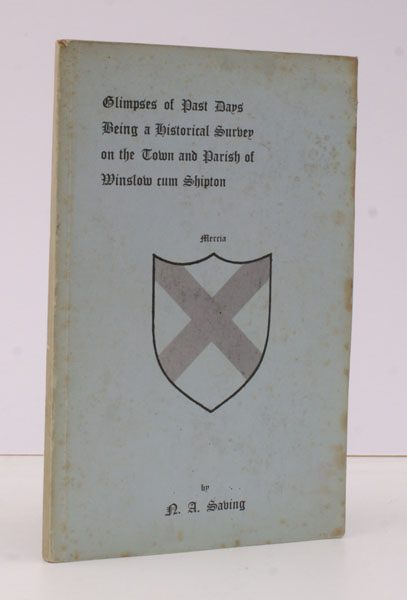 Glimpses of Past Days
Being a Historical Survey
on the Town and Parish of
Winslow cum Shipton
Mercia
by
N. A. Saving